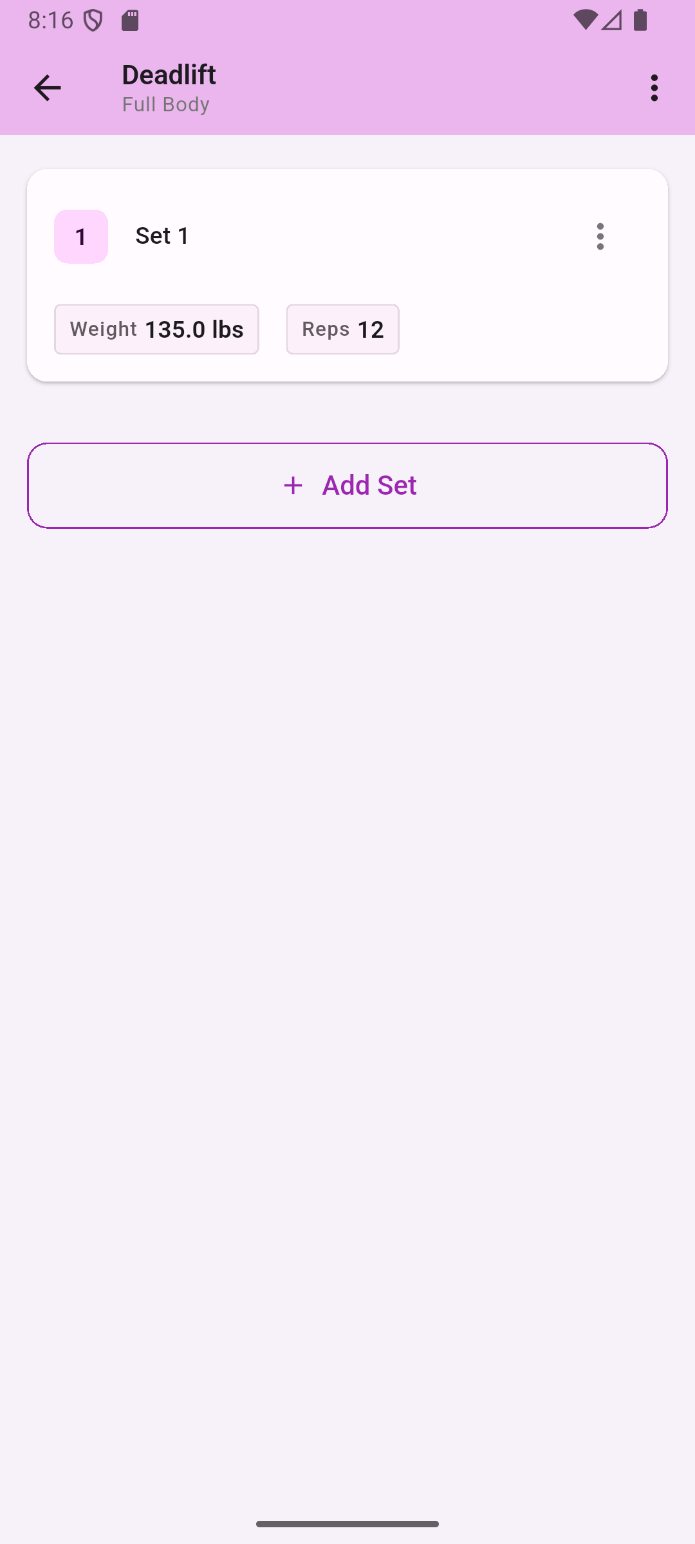 8:16
Deadlift
Full Body
1 Set 1
Weight 135.0 lbs Reps 12
+ Add Set